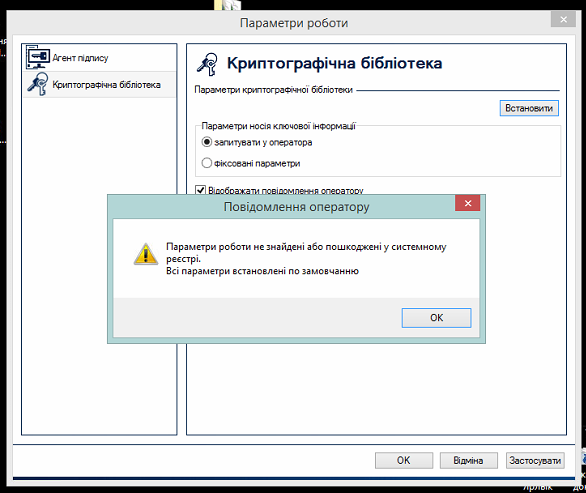 Параметри роботи
Агент підпису
Криптографічна бібліотека
Криптографічна бібліотека
Параметри криптографічної бібліотеки
Встановити
Параметри носія ключової інформації
запитувати у оператора
фіксовані параметри
Відображати повідомлення оператору
Повідомлення оператору
Параметри роботи не знайдені або пошкоджені у системному
реєстрі.
Всі параметри встановлені по замовчанню
OK
OK
Відміна
Застосувати
ярлык